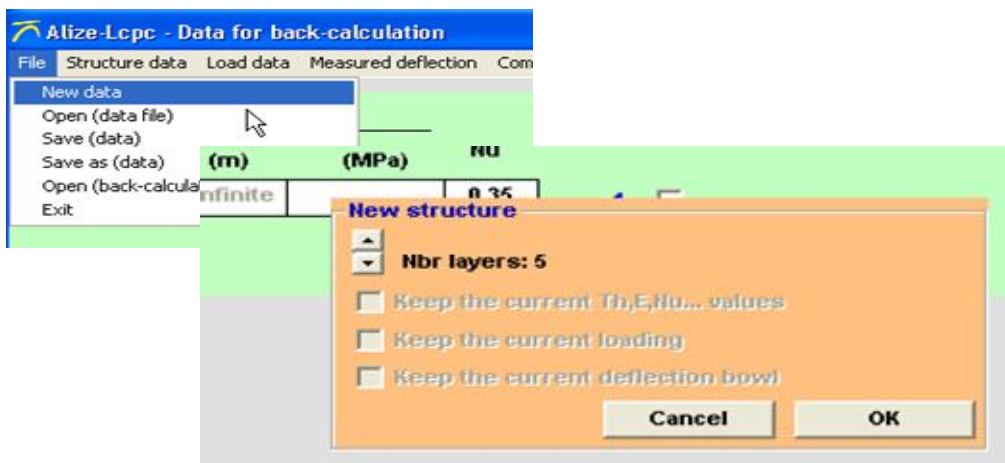 Alize-Lcpc - Data for back-calculation
File Structure data Load data Measured deflection Com
New data
Open (data file)
Save (data)
Save as (data)
Open (back-calcula
Exit
(m) (MPa) NU
nfinite 0.35
New structure
Nbr layers: 5
Keep the current Th,E,Nu... values
Keep the current loading
Keep the current deflection bowl
Cancel OK